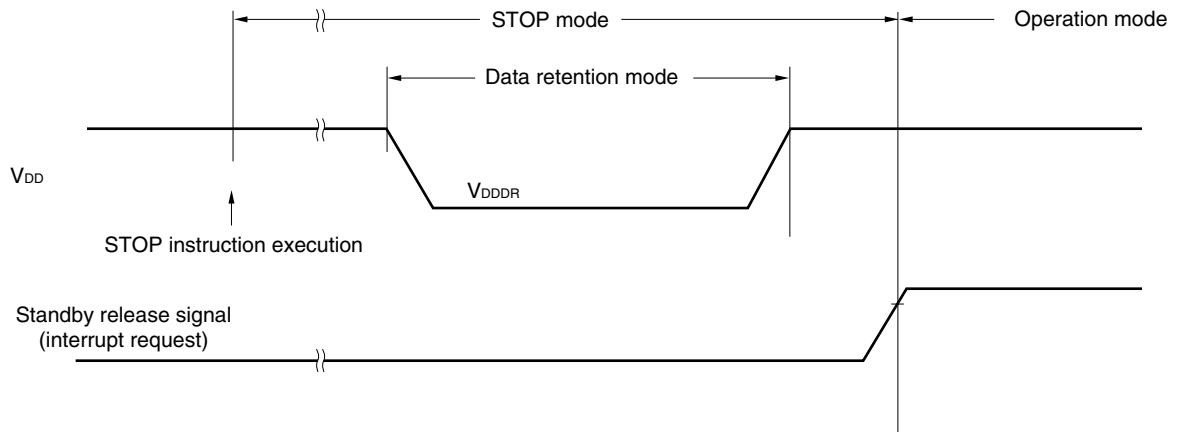 STOP mode
Operation mode
Data retention mode
VDD
VDDDR
STOP instruction execution
Standby release signal
(interrupt request)